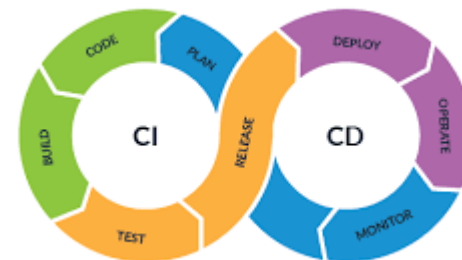 CODE
PLAN
BUILD
CI
TEST
RELEASE
DEPLOY
CD
OPERATE
MONITOR